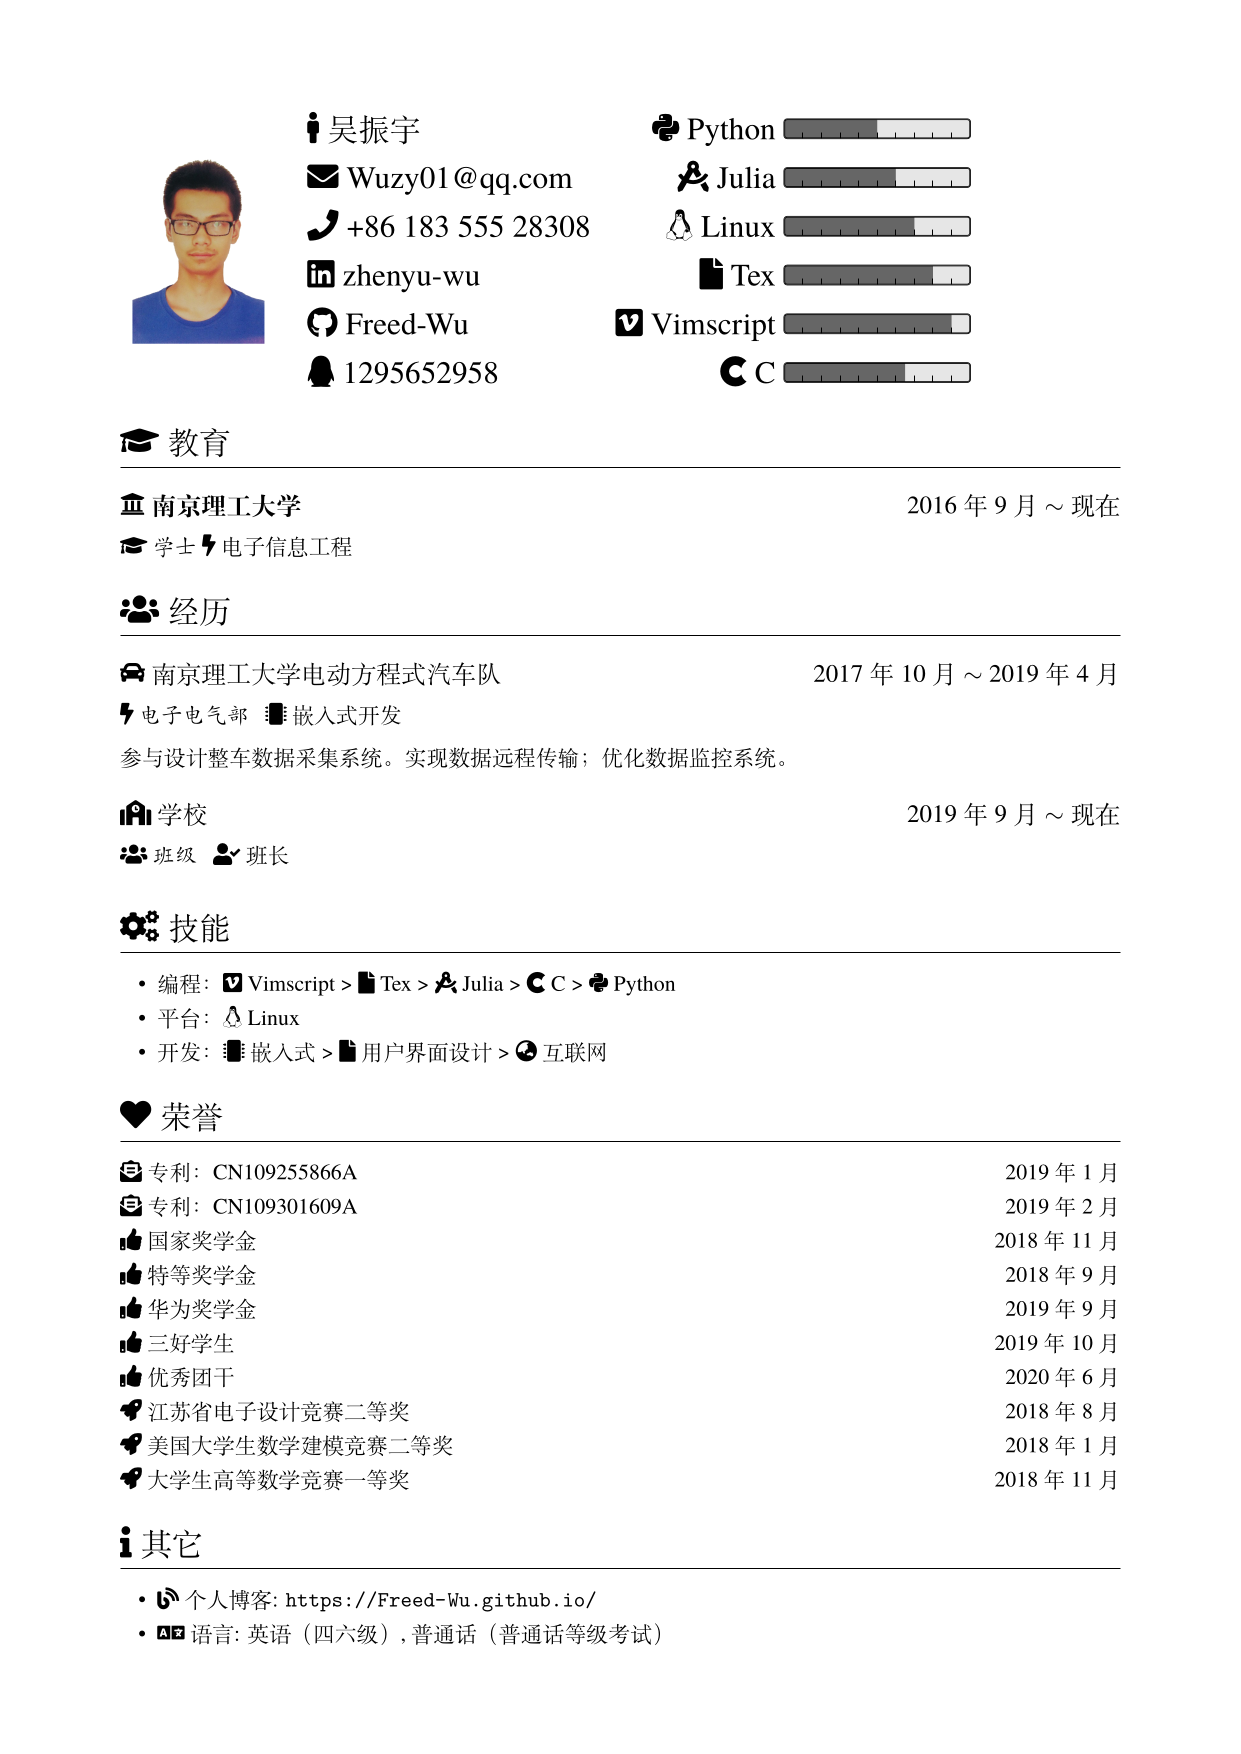 吴振宇
Wuzy01@qq.com
+86 183 555 28308
zhenyu-wu
Freed-Wu
1295652958
Python
Julia
Linux
Tex
Vimscript
C
教育
南京理工大学 2016 年 9 月 ~ 现在
学士 电子信息工程
经历
南京理工大学电动方程式汽车队 2017 年 10 月 ~ 2019 年 4 月
电子电气部 嵌入式开发
参与设计整车数据采集系统。实现数据远程传输；优化数据监控系统。
学校 2019 年 9 月 ~ 现在
班级 班长
技能
• 编程：Vimscript > Tex > Julia > C > Python
• 平台：Linux
• 开发：嵌入式 > 用户界面设计 > 互联网
荣誉
专利：CN109255866A 2019 年 1 月
专利：CN109301609A 2019 年 2 月
国家奖学金 2018 年 11 月
特等奖学金 2018 年 9 月
华为奖学金 2019 年 9 月
三好学生 2019 年 10 月
优秀团干 2020 年 6 月
江苏省电子设计竞赛二等奖 2018 年 8 月
美国大学生数学建模竞赛二等奖 2018 年 1 月
大学生高等数学竞赛一等奖 2018 年 11 月
其它
• 个人博客: https://Freed-Wu.github.io/
• 语言: 英语（四六级）, 普通话（普通话等级考试）